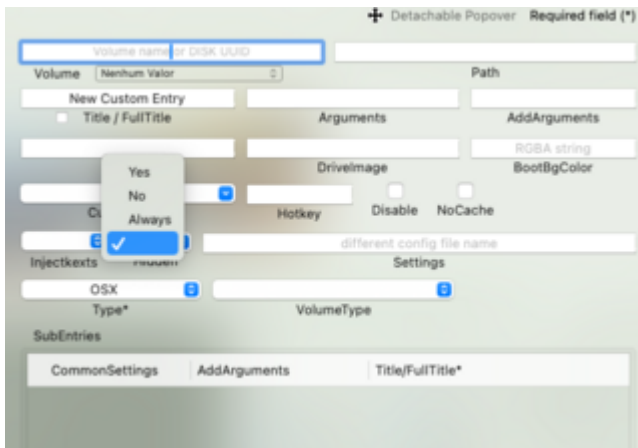 Detachable Popover Required field (*)
Volume name or DISK UUID
Volume Nenhum Valor Path
New Custom Entry
Title / FullTitle Arguments AddArguments
RGBA string
Yes DriveImage BootBgColor
No
Always Hotkey Disable NoCache
different config file name
Injectkexts Hidden Settings
OSX
Type* VolumeType
SubEntries
CommonSettings AddArguments Title/FullTitle*